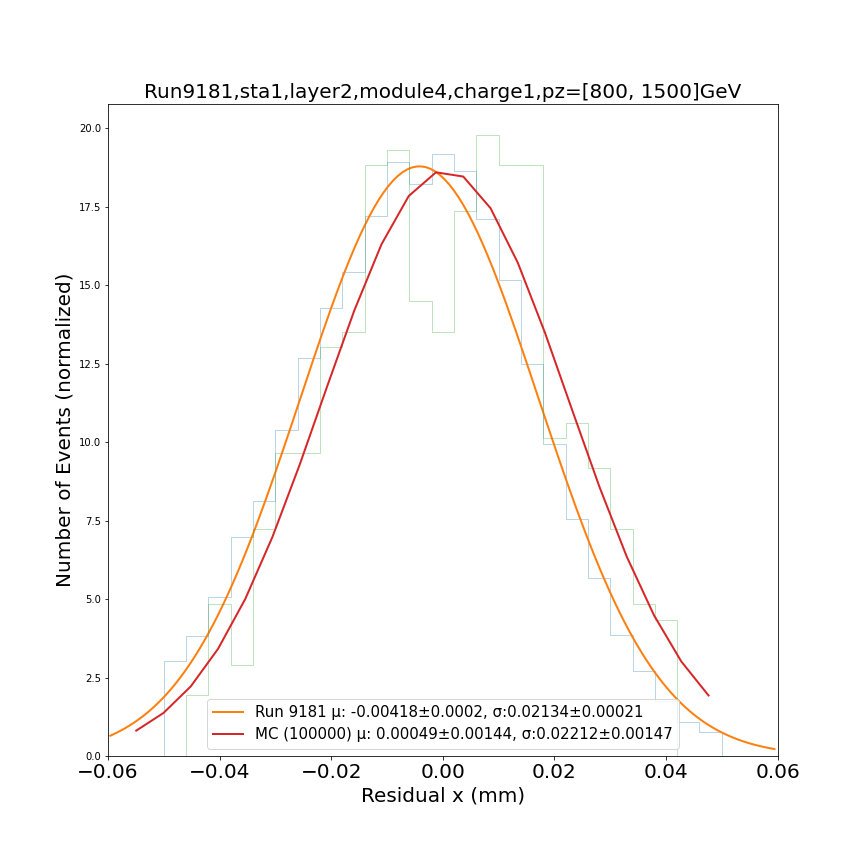 Run9181,sta1,layer2,module4,charge1,pz=[800, 1500]GeV
Number of Events (normalized)
20.0
17.5
15.0
12.5
10.0
7.5
5.0
2.5
0.0
Run 9181 μ: -0.00418±0.0002, σ:0.02134±0.00021
MC (100000) μ: 0.00049±0.00144, σ:0.02212±0.00147
−0.06 −0.04 −0.02 0.00 0.02 0.04 0.06
Residual x (mm)